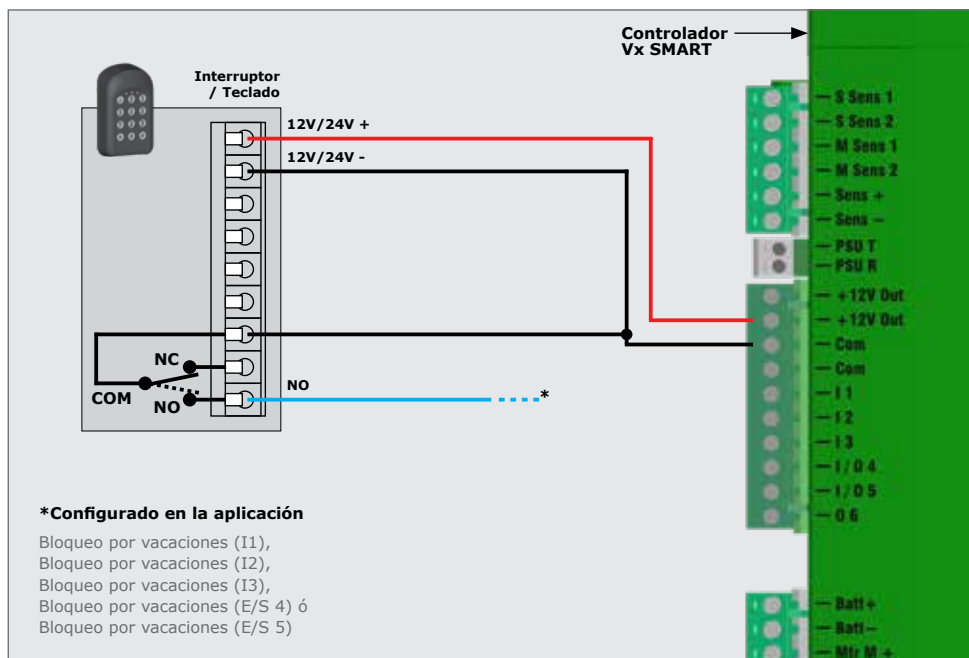 Controlador
Vx SMART
Interruptor
/ Teclado
12V/24V +
12V/24V -
NC
COM
NO
NO
*
S Sens 1
S Sens 2
M Sens 1
M Sens 2
Sens +
Sens -
PSU T
PSU R
+12V Out
+12V Out
Com
Com
I 1
I 2
I 3
I / O 4
I / O 5
O 6
Batt+
Batt-
Mtr M +
*Configurado en la aplicación
Bloqueo por vacaciones (I1),
Bloqueo por vacaciones (I2),
Bloqueo por vacaciones (I3),
Bloqueo por vacaciones (E/S 4) ó
Bloqueo por vacaciones (E/S 5)